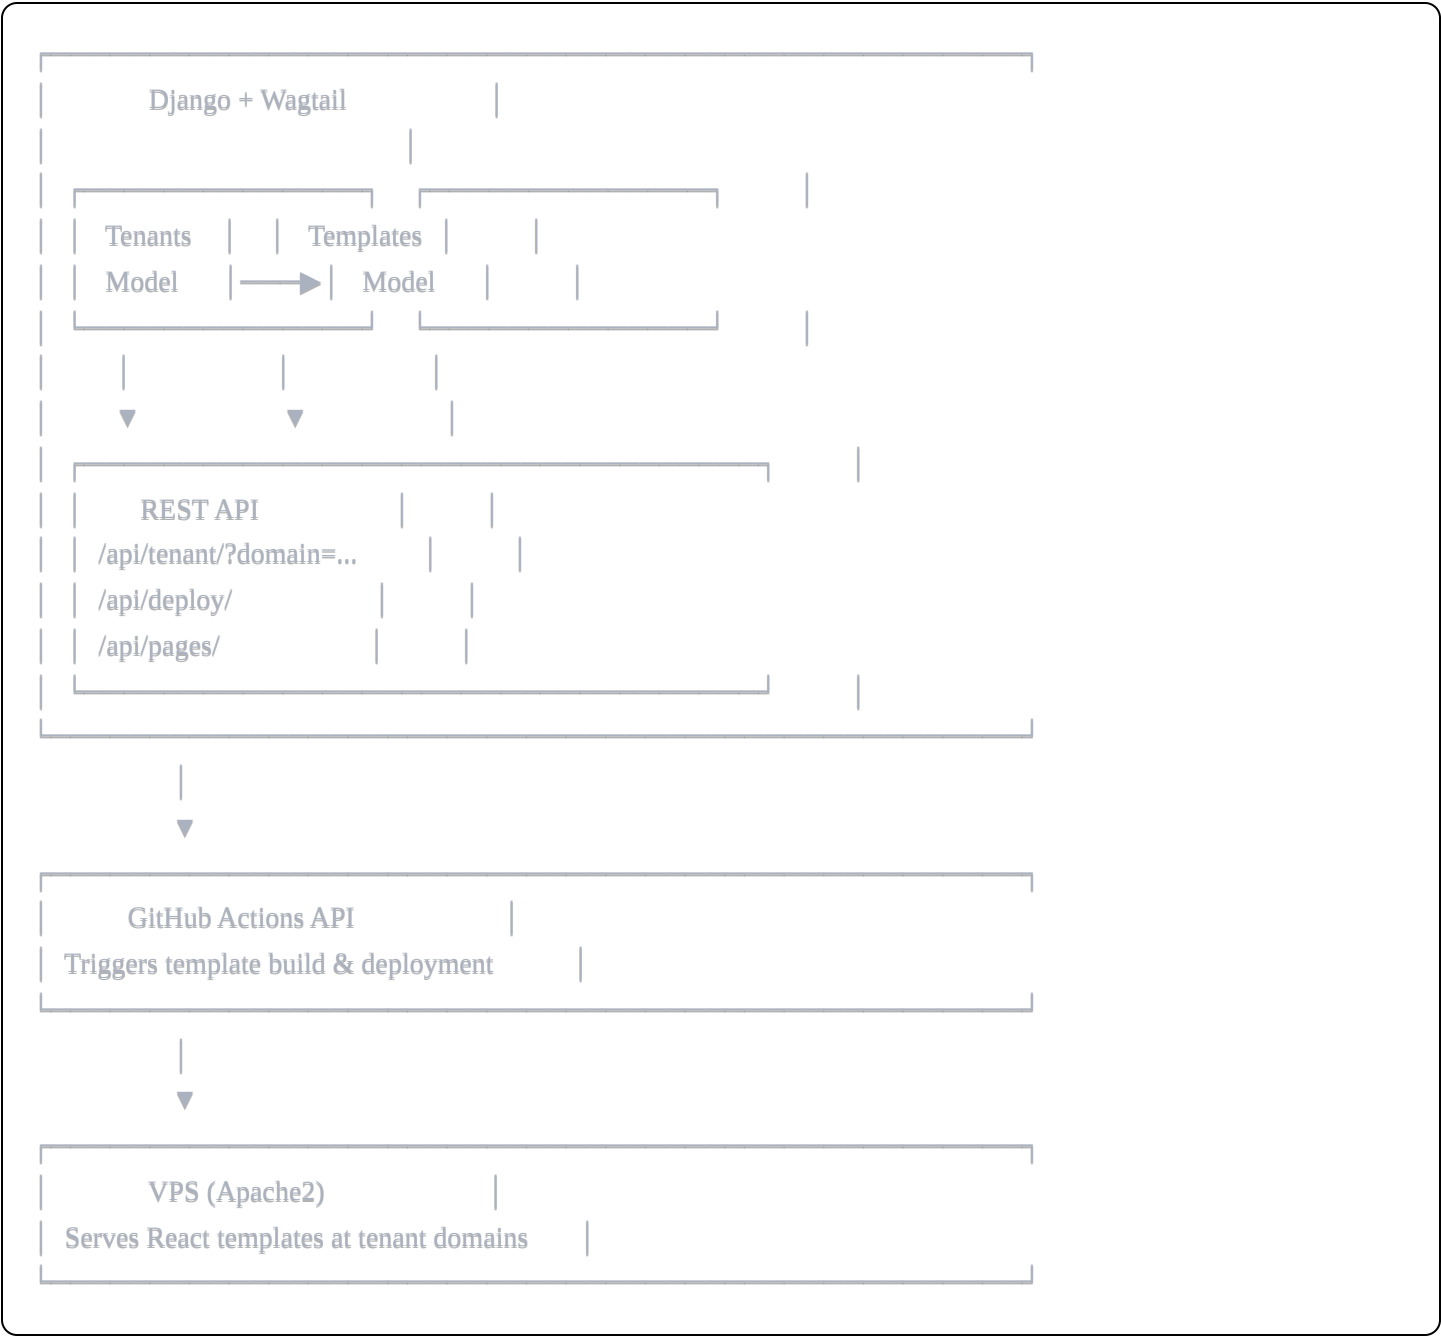 Django + Wagtail
Tenants Templates
Model Model
REST API
/api/tenant/?domain=...
/api/deploy/
/api/pages/
GitHub Actions API
Triggers template build & deployment
VPS (Apache2)
Serves React templates at tenant domains